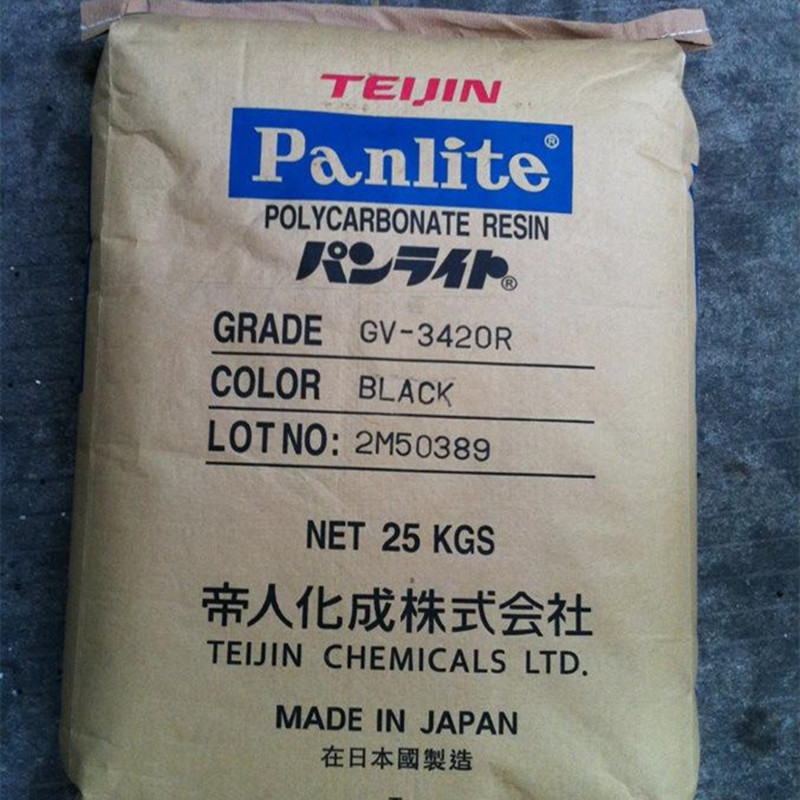 TEIJIN
Panlite®
POLYCARBONATE RESIN
パンライト®
GRADE GV-3420R
COLOR BLACK
LOT NO: 2M50389
NET 25 KGS
帝人化成株式会社
TEIJIN CHEMICALS LTD.
MADE IN JAPAN
在日本國製造